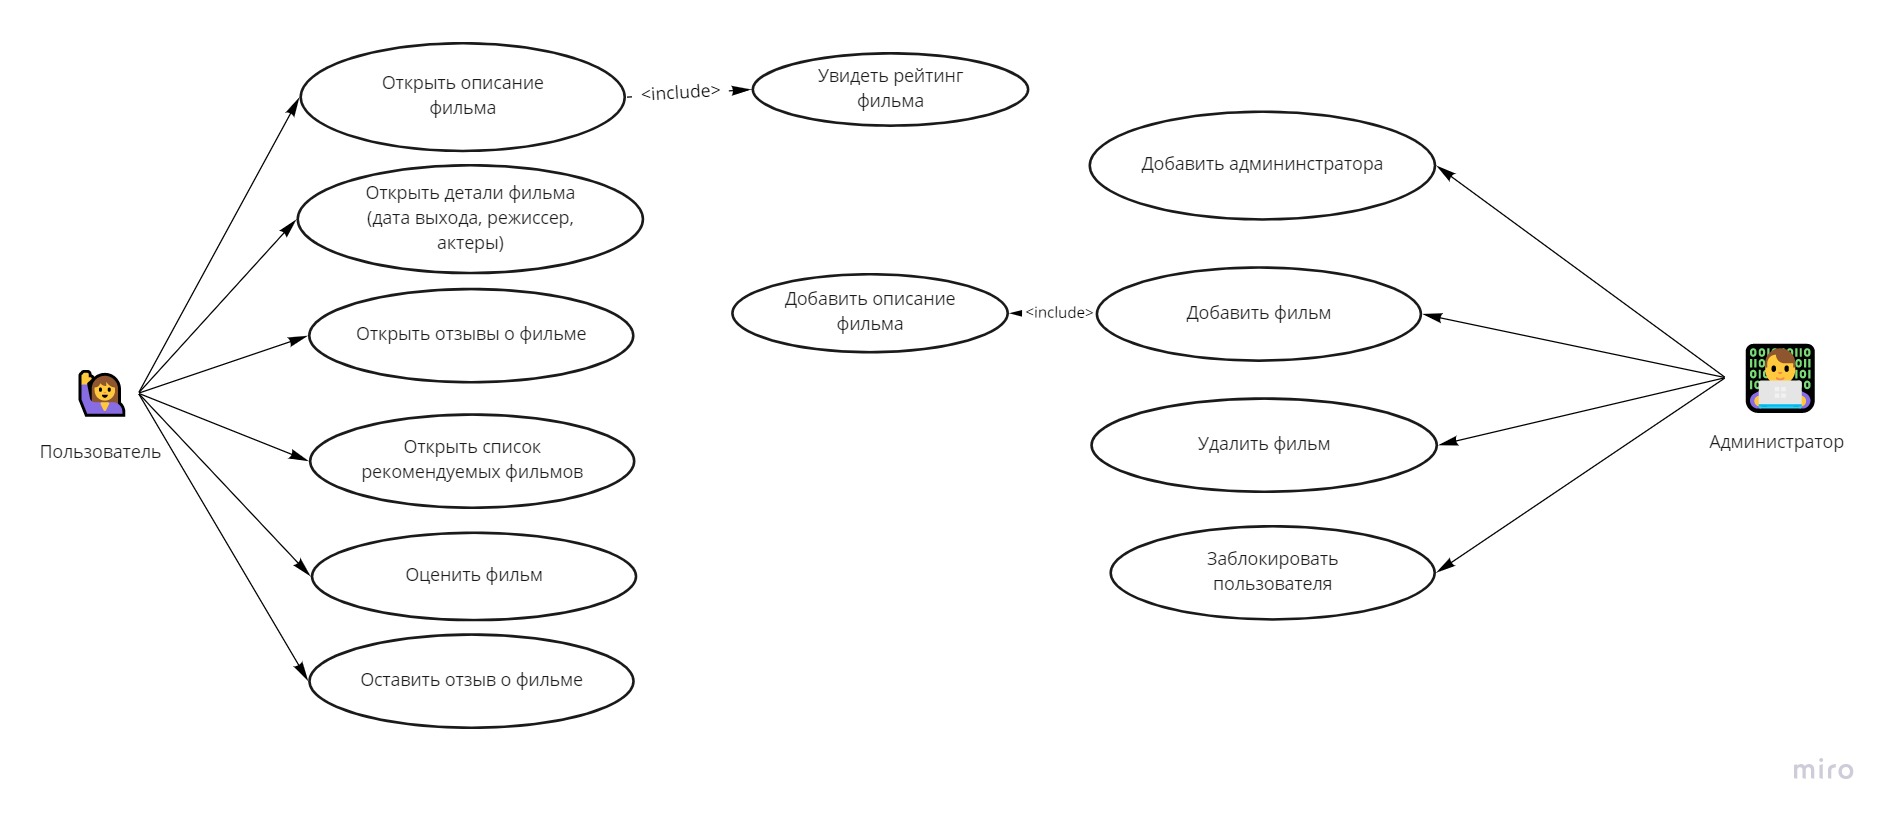 Открыть описание
фильма
<include>
Увидеть рейтинг
фильма
Открыть детали фильма
(дата выхода, режиссер,
актеры)
Открыть отзывы о фильме
Пользователь
Открыть список
рекомендуемых фильмов
Оценить фильм
Оставить отзыв о фильме
Добавить админинстратора
Добавить описание
фильма
<include>
Добавить фильм
Удалить фильм
Администратор
Заблокировать
пользователя
miro